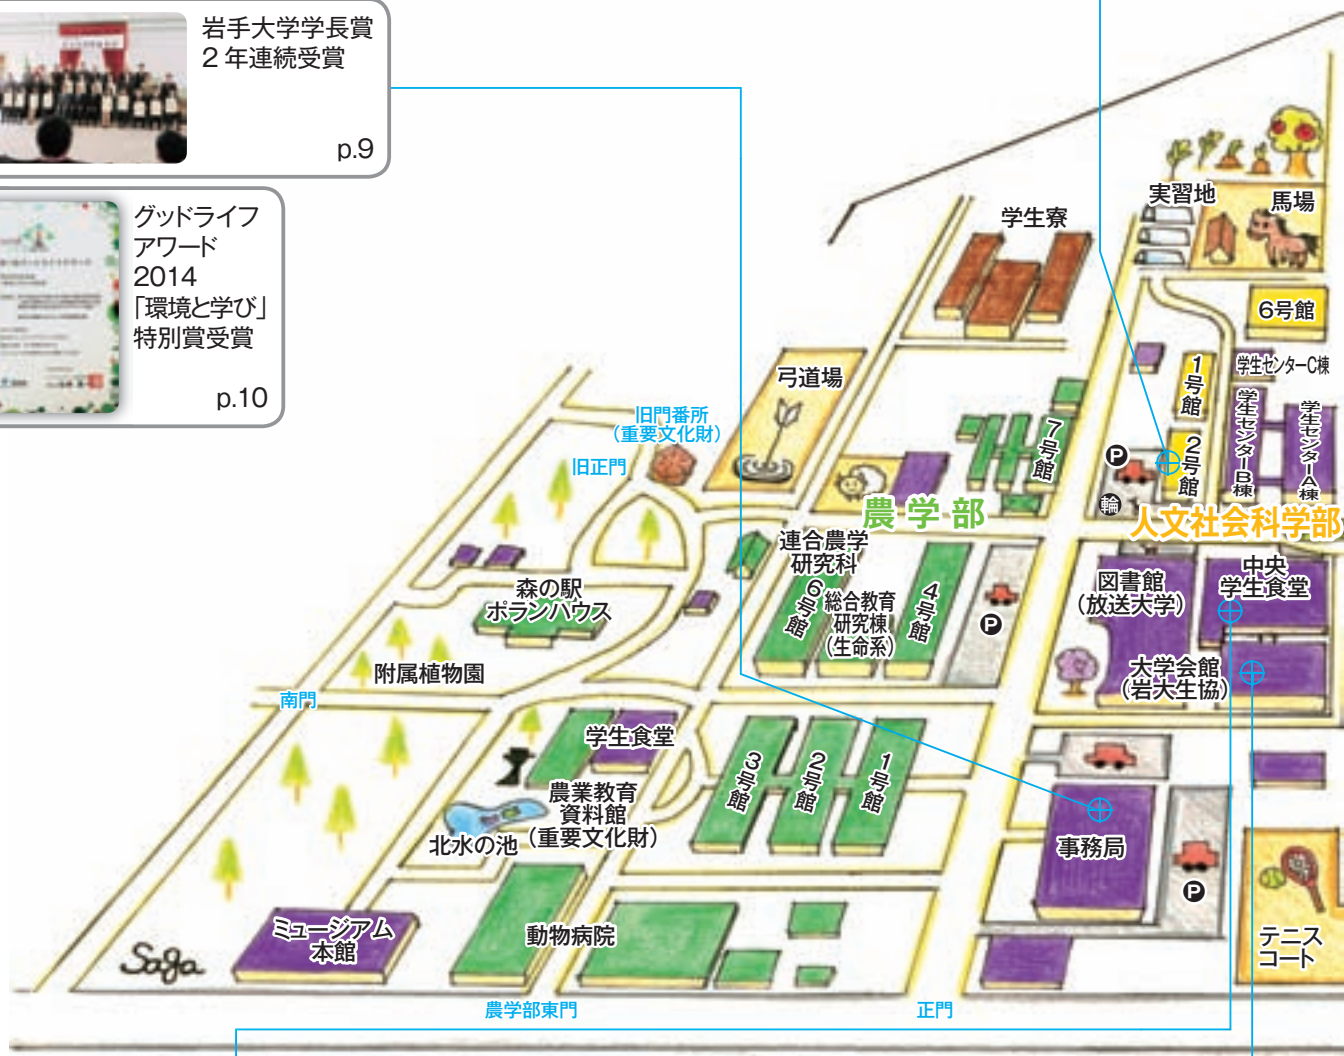 岩手大学学長賞
2年連続受賞
p.9
グッドライフ
アワード
2014
「環境と学び」
特別賞受賞
p.10
実習地
馬場
学生寮
6号館
学生センターC棟
1号館
弓道場
学生センターB棟
学生センターA棟
旧門番所
(重要文化財)
7号館
2号館
P
旧正門
輪
農学部
人文社会科学部
連合農学
研究科
中央
学生食堂
図書館
(放送大学)
森の駅
ポランハウス
6号館
総合教育
研究棟
(生命系)
4号館
P
附属植物園
大学会館
(岩大生協)
南門
学生食堂
3号館
2号館
1号館
農業教育
資料館
(重要文化財)
北水の池
事務局
P
ミュージアム
本館
動物病院
テニス
コート
Saga
農学部東門
正門